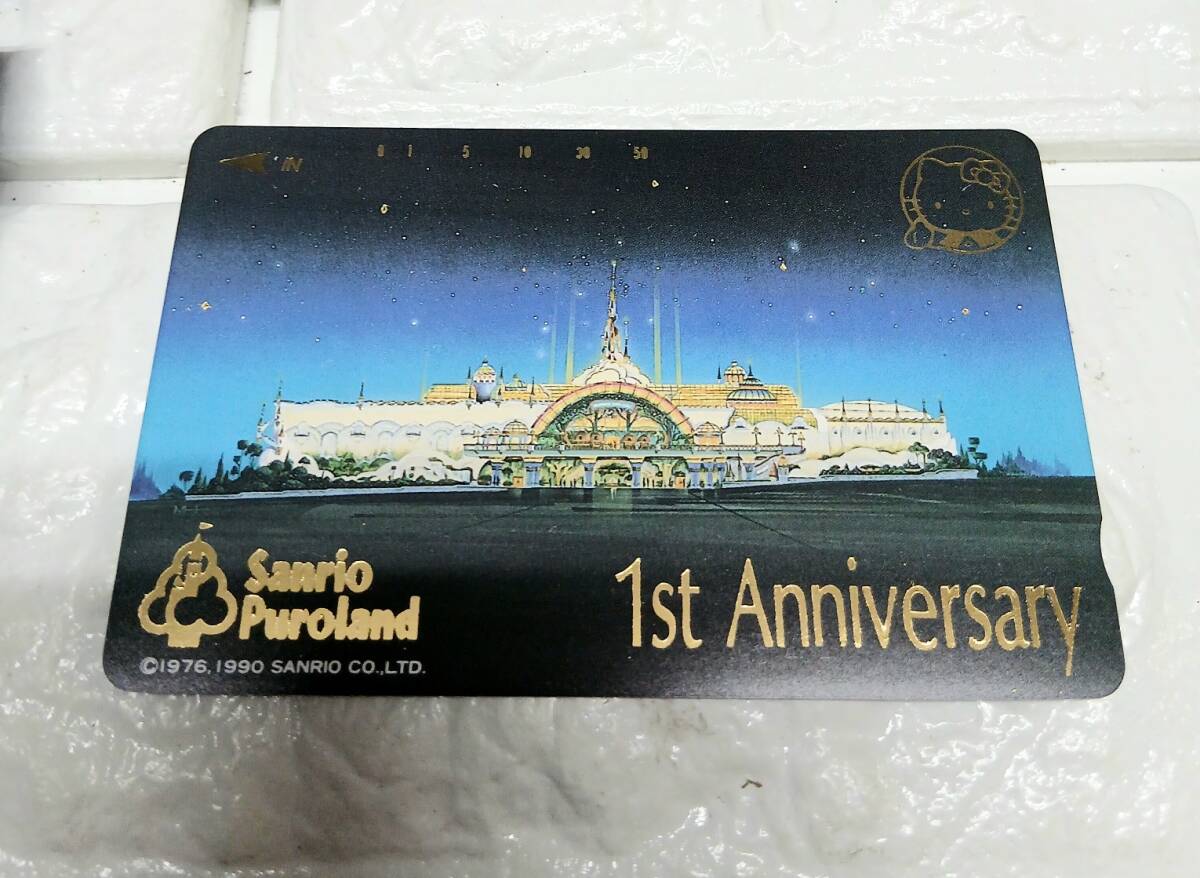 IN
0 1 5 10 30 50
Sanrio
Puroland
1st Anniversary
©1976, 1990 SANRIO CO., LTD.